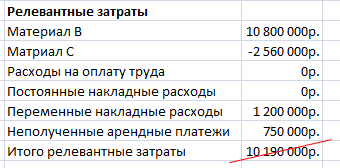 Релевантные затраты
Материал В 10 800 000р.
Матриал С -2 560 000р.
Расходы на оплату труда 0р.
Постоянные накладные расходы 0р.
Переменные накладные расходы 1 200 000р.
Неполученные арендные платежи 750 000р.
Итого релевантные затраты 10 190 000р.